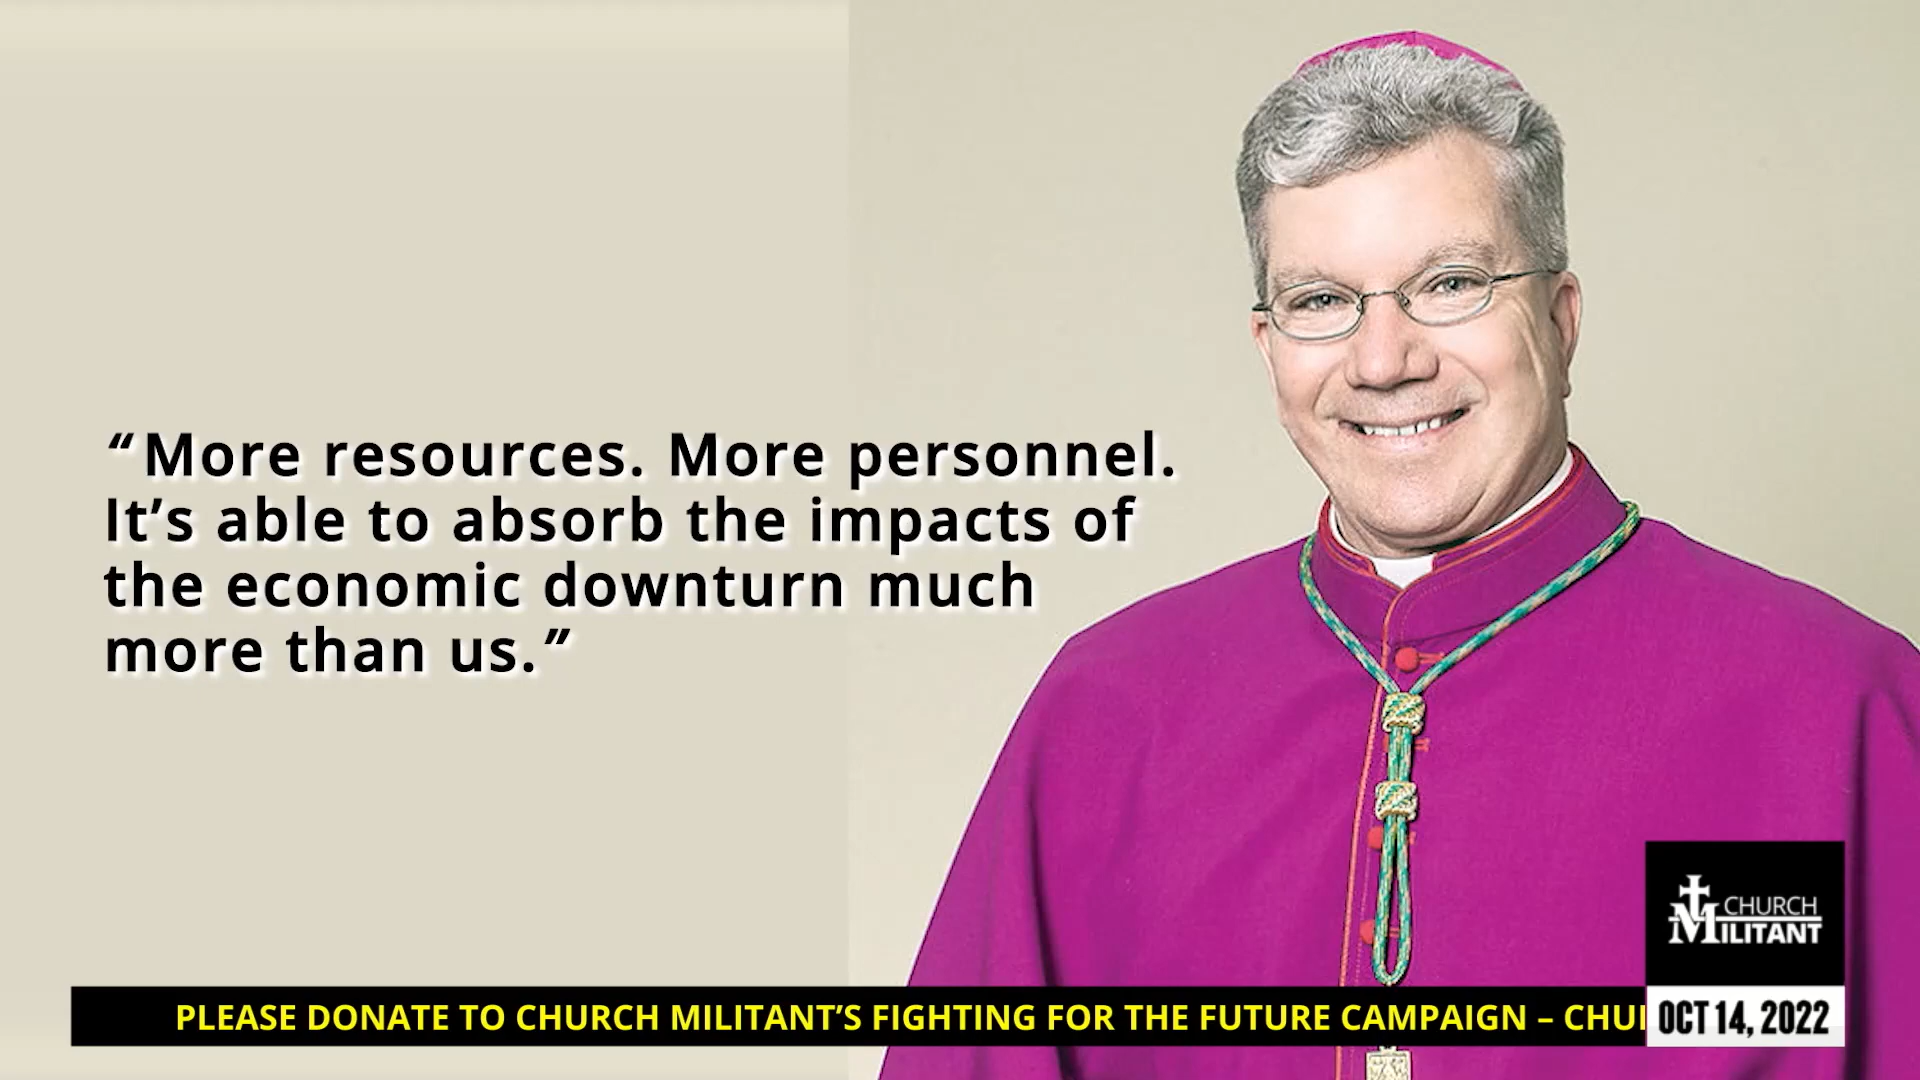 “More resources. More personnel.
It’s able to absorb the impacts of
the economic downturn much
more than us.”
CHURCH
MILITANT
PLEASE DONATE TO CHURCH MILITANT’S FIGHTING FOR THE FUTURE CAMPAIGN –
OCT 14, 2022